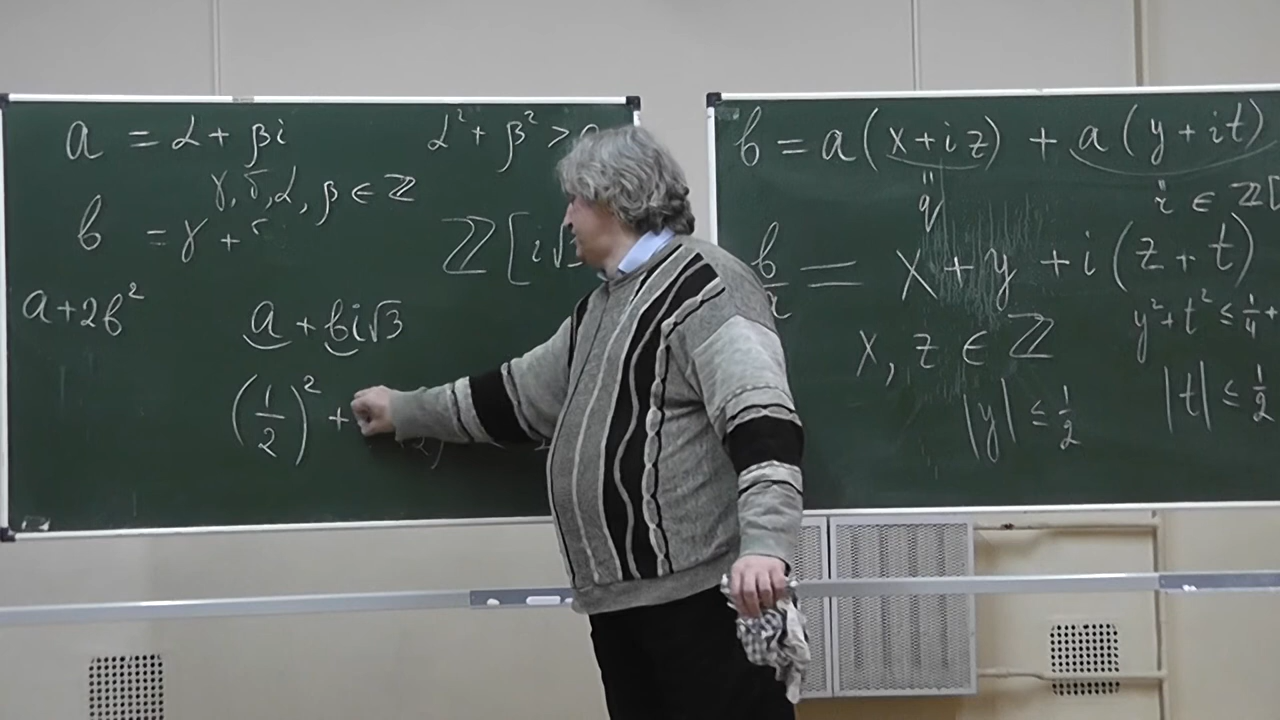 a = α + βi
α² + β² >
γ, δ, α, β ∈ ℤ
b = γ + δ
ℤ[i√
a+2b²
a + bi√3
(1/2)² +
b = a(x+iz) + a(y+it)
q
r ∈ ℤ[
b/a = x+y +i(z+t)
y²+t² ≤ 1/4 +
x, z ∈ ℤ
|y| ≤ 1/2
|t| ≤ 1/2